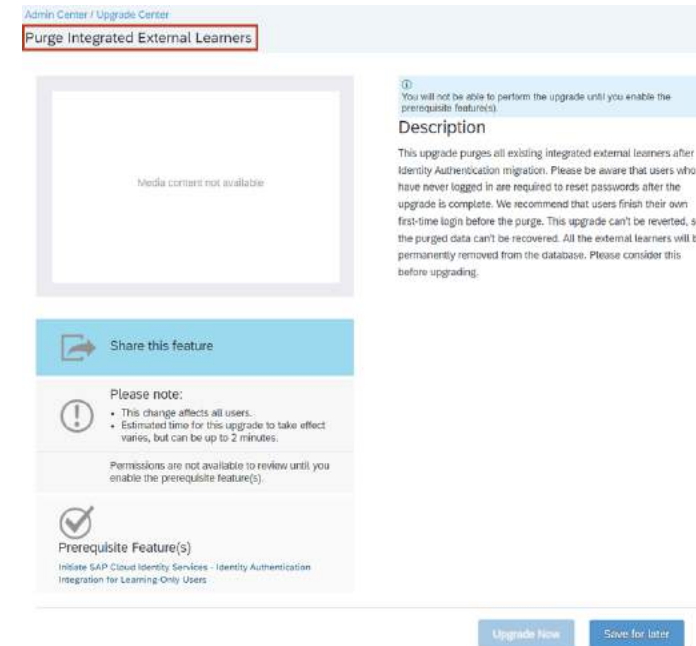 Admin Center / Upgrade Center
Purge Integrated External Learners
Media content not available
You will not be able to perform the upgrade until you enable the
prerequisite feature(s).
Description
This upgrade purges all existing integrated external learners after
Identity Authentication migration. Please be aware that users who
have never logged in are required to reset passwords after the
upgrade is complete. We recommend that users finish their own
first-time login before the purge. This upgrade can't be reverted, s
the purged data can't be recovered. All the external learners will b
permanently removed from the database. Please consider this
before upgrading.
Share this feature
Please note:
• This change affects all users.
• Estimated time for this upgrade to take effect
varies, but can be up to 2 minutes.
Permissions are not available to review until you
enable the prerequisite feature(s).
Prerequisite Feature(s)
Initiate SAP Cloud Identity Services - Identity Authentication
Integration for Learning-Only Users
Upgrade Now
Save for later